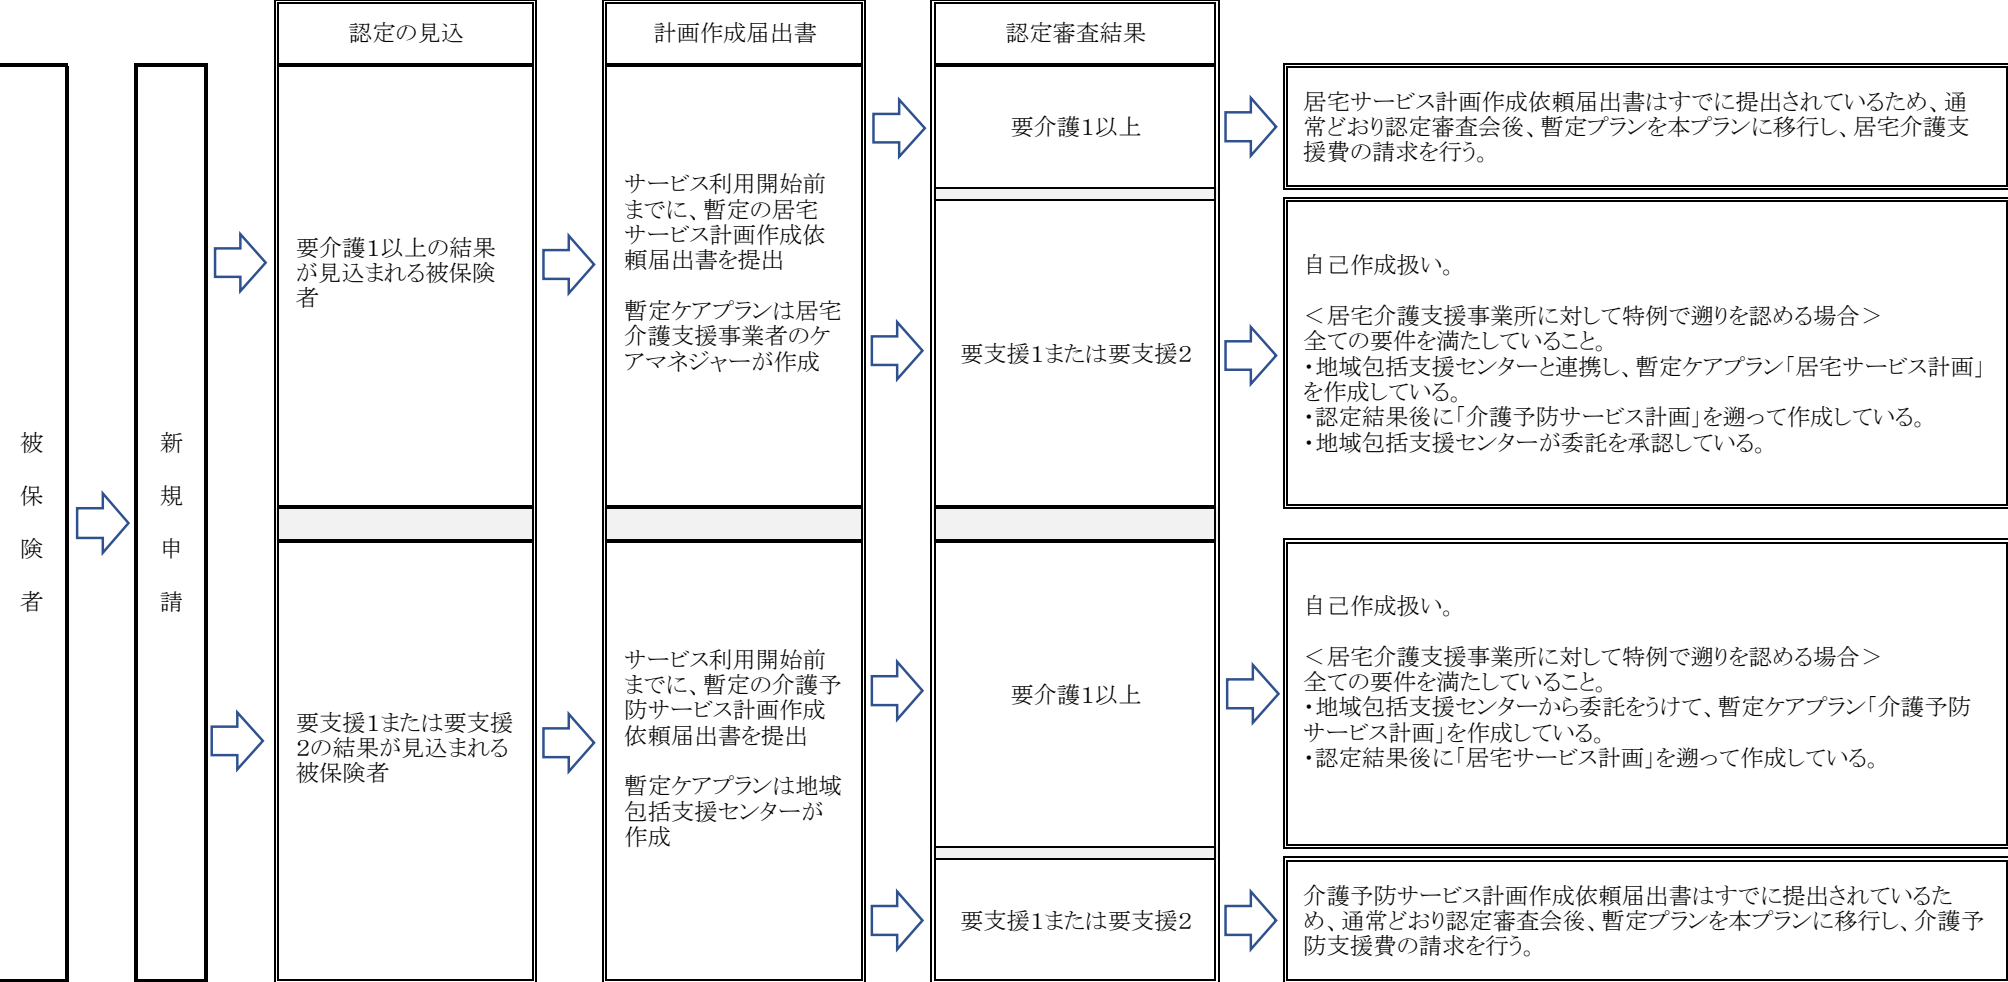 被保険者
新規申請
認定の見込
要介護1以上の結果
が見込まれる被保険
者
要支援1または要支援
2の結果が見込まれる
被保険者
計画作成届出書
サービス利用開始前
までに、暫定の居宅
サービス計画作成依
頼届出書を提出
暫定ケアプランは居宅
介護支援事業者のケ
アマネジャーが作成
サービス利用開始前
までに、暫定の介護予
防サービス計画作成
依頼届出書を提出
暫定ケアプランは地域
包括支援センターが
作成
認定審査結果
要介護1以上
要支援1または要支援2
要介護1以上
要支援1または要支援2
居宅サービス計画作成依頼届出書はすでに提出されているため、通
常どおり認定審査会後、暫定プランを本プランに移行し、居宅介護支
援費の請求を行う。
自己作成扱い。
＜居宅介護支援事業所に対して特例で遡りを認める場合＞
全ての要件を満たしていること。
・地域包括支援センターと連携し、暫定ケアプラン「居宅サービス計画」
を作成している。
・認定結果後に「介護予防サービス計画」を遡って作成している。
・地域包括支援センターが委託を承認している。
自己作成扱い。
＜居宅介護支援事業所に対して特例で遡りを認める場合＞
全ての要件を満たしていること。
・地域包括支援センターから委託をうけて、暫定ケアプラン「介護予防
サービス計画」を作成している。
・認定結果後に「居宅サービス計画」を遡って作成している。
介護予防サービス計画作成依頼届出書はすでに提出されているた
め、通常どおり認定審査会後、暫定プランを本プランに移行し、介護予
防支援費の請求を行う。